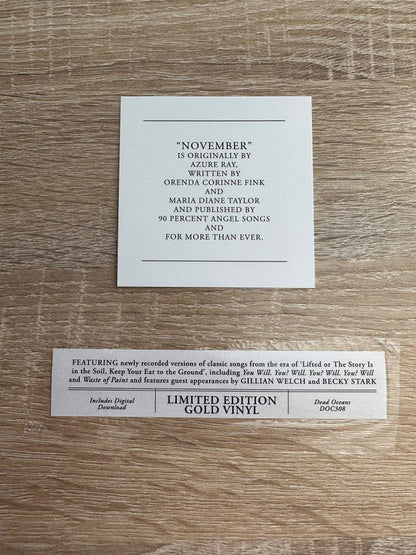 “NOVEMBER”
IS ORIGINALLY BY
AZURE RAY,
WRITTEN BY
ORENDA CORINNE FINK
AND
MARIA DIANE TAYLOR
AND PUBLISHED BY
90 PERCENT ANGEL SONGS
AND
FOR MORE THAN EVER.
FEATURING newly recorded versions of classic songs from the era of ‘Lifted or The Story Is
in the Soil, Keep Your Ear to the Ground’, including You Will. You? Will. You? Will. You? Will
and Waste of Paint and features guest appearances by GILLIAN WELCH and BECKY STARK
Includes Digital
Download
LIMITED EDITION
GOLD VINYL
Dead Oceans
DOC308